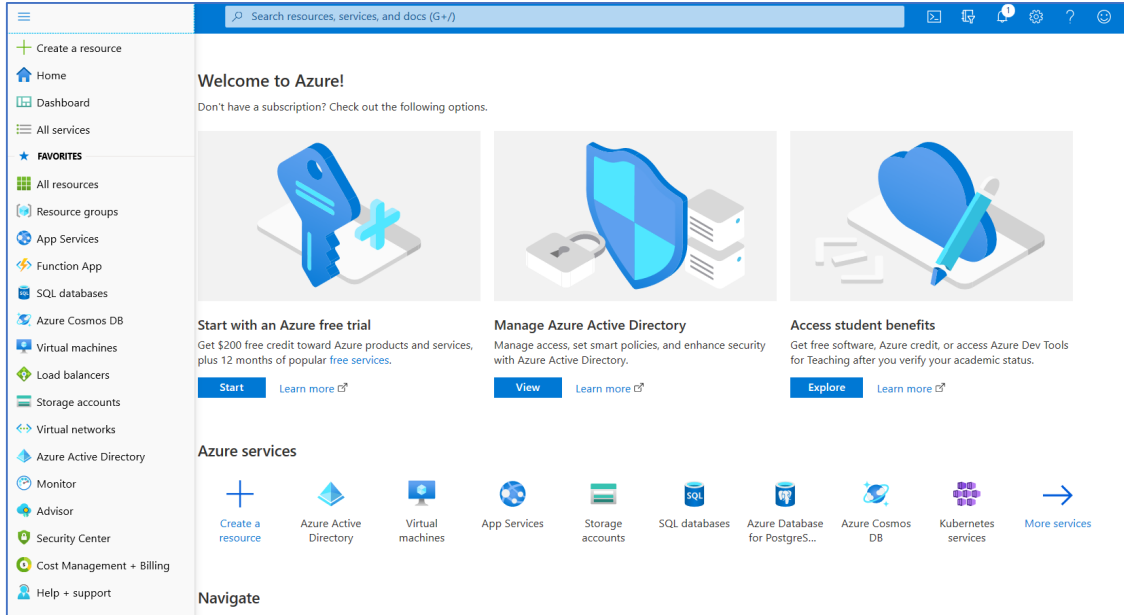 Search resources, services, and docs (G+/)
1
Create a resource
Home
Dashboard
All services
FAVORITES
All resources
Resource groups
App Services
Function App
SQL databases
Azure Cosmos DB
Virtual machines
Load balancers
Storage accounts
Virtual networks
Azure Active Directory
Monitor
Advisor
Security Center
Cost Management + Billing
Help + support
Welcome to Azure!
Don't have a subscription? Check out the following options.
Start with an Azure free trial
Get $200 free credit toward Azure products and services,
plus 12 months of popular free services.
Start
Learn more
Manage Azure Active Directory
Manage access, set smart policies, and enhance security
with Azure Active Directory.
View
Learn more
Access student benefits
Get free software, Azure credit, or access Azure Dev Tools
for Teaching after you verify your academic status.
Explore
Learn more
Azure services
Create a
resource
Azure Active
Directory
Virtual
machines
App Services
Storage
accounts
SQL
SQL databases
Azure Database
for PostgreS...
Azure Cosmos
DB
Kubernetes
services
More services
Navigate